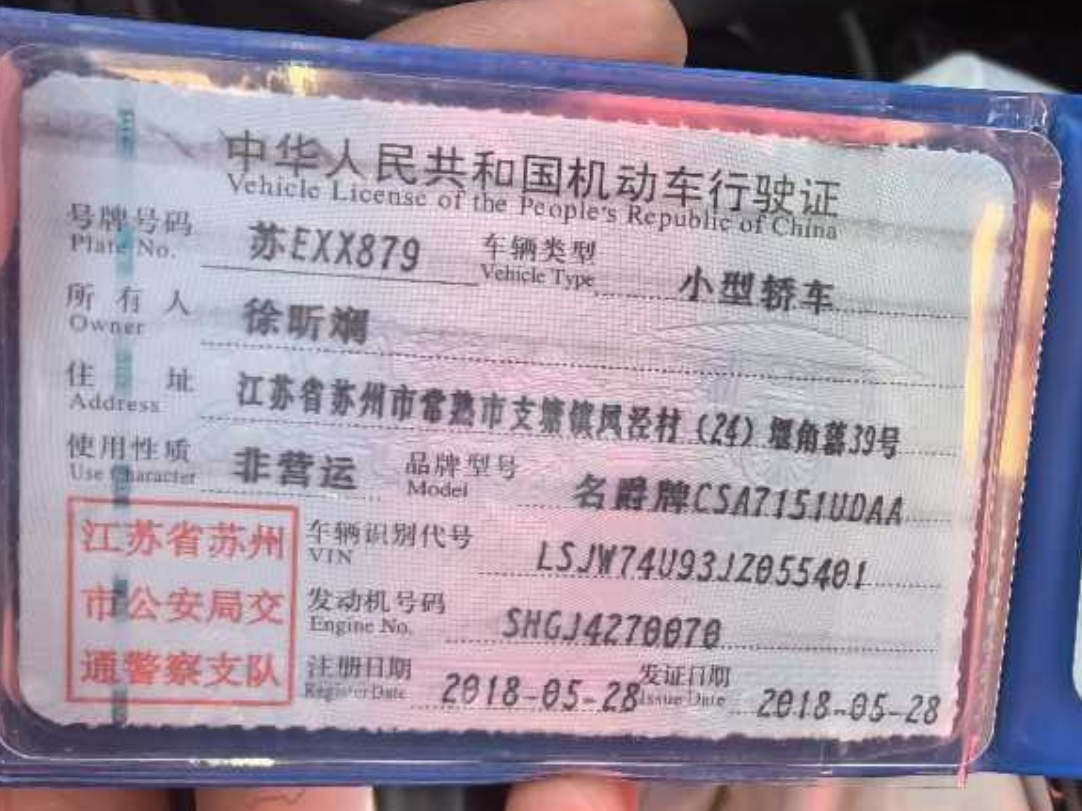 中华人民共和国机动车行驶证
Vehicle License of the People's Republic of China
号牌号码 苏EXX879 车辆类型 小型轿车
Plate No. Vehicle Type
所有人 徐昕斓
Owner
住址 江苏省苏州市常熟市支塘镇凤泾村(24)堰角葛39号
Address
使用性质 非营运 品牌型号 名爵牌CSA7151UDAA
Use Character Model
江苏省苏州
市公安局交
通警察支队
车辆识别代号 LSJW74U93JZ055401
VIN
发动机号码 SHGJ4270070
Engine No.
注册日期 2018-05-28 发证日期 2018-05-28
Register Date Issue Date